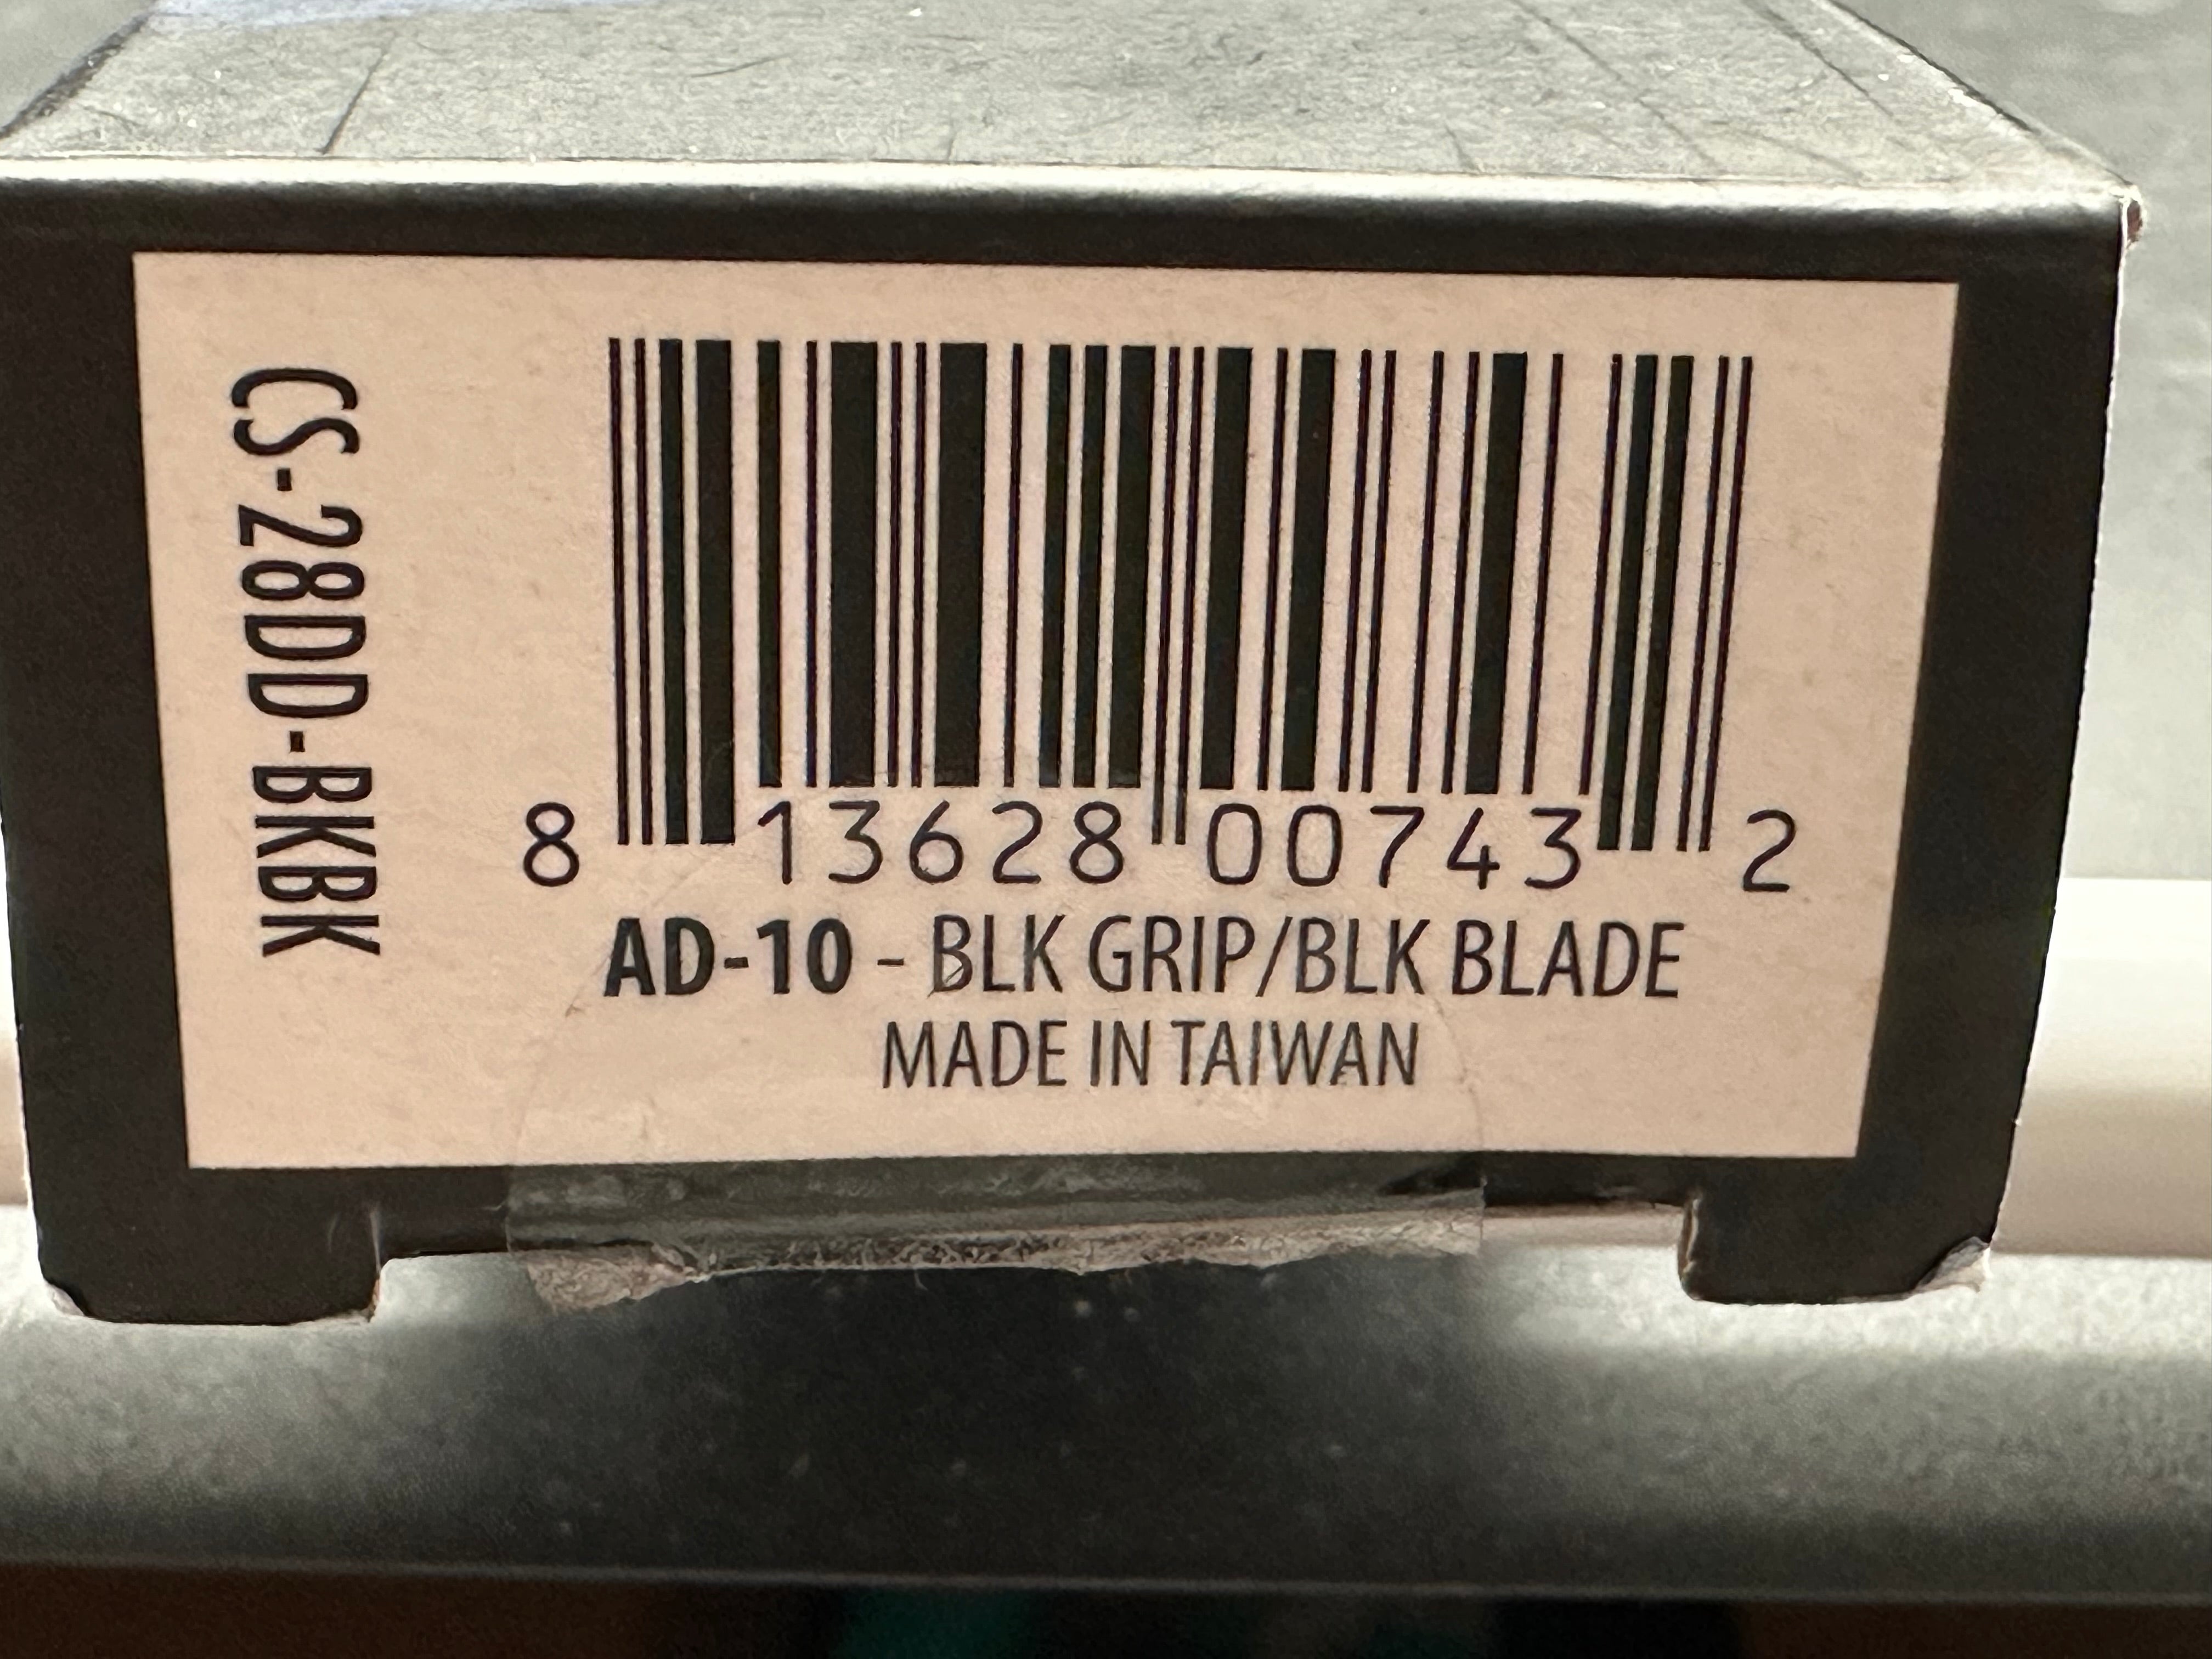 CS-28DD-BKBK
8 13628 00743 2
AD-10 - BLK GRIP/BLK BLADE
MADE IN TAIWAN